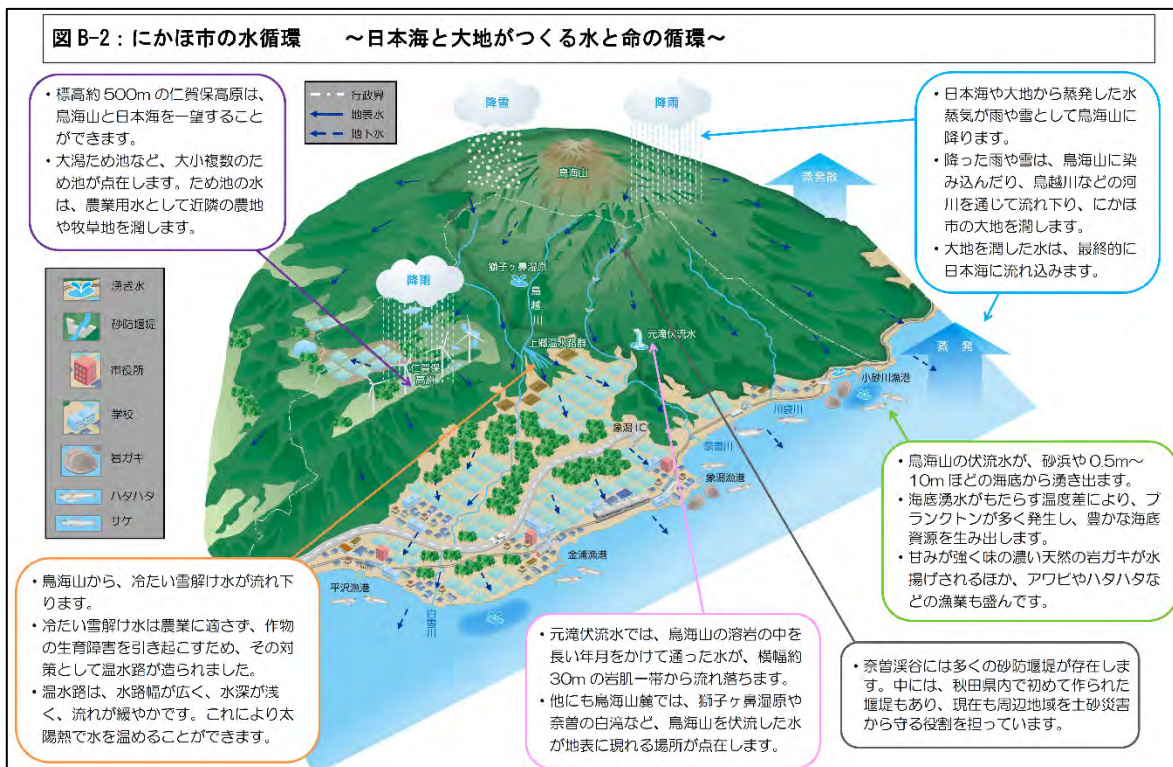 図 B-2：にかほ市の水循環　～日本海と大地がつくる水と命の循環～
・標高約 500m の仁賀保高原は、
鳥海山と日本海を一望すること
ができます。
・大潟ため池など、大小複数のた
め池が点在します。ため池の水
は、農業用水として近隣の農地
や牧草地を潤します。
行政界
地表水
地下水
降雪
降雨
鳥海山
蒸発散
・日本海や大地から蒸発した水
蒸気が雨や雪として鳥海山に
降ります。
・降った雨や雪は、鳥海山に染
み込んだり、鳥越川などの河
川を通じて流れ下り、にかほ
市の大地を潤します。
・大地を潤した水は、最終的に
日本海に流れ込みます。
湧き水
砂防堰堤
市役所
学校
岩ガキ
ハタハタ
サケ
降雨
仁賀保
高原
獅子ヶ鼻湿原
鳥越川
上郷温水路群
元滝伏流水
蒸発
小砂川漁港
川袋川
象潟IC
奈曽川
象潟漁港
金浦漁港
平沢漁港
白雪川
・鳥海山の伏流水が、砂浜や0.5m～
10mほどの海底から湧き出ます。
・海底湧水がもたらす温度差により、プ
ランクトンが多く発生し、豊かな海底
資源を生み出します。
・甘みが強く味の濃い天然の岩ガキが水
揚げされるほか、アワビやハタハタな
どの漁業も盛んです。
・鳥海山から、冷たい雪解け水が流れ下
ります。
・冷たい雪解け水は農業に適さず、作物
の生育障害を引き起こすため、その対
策として温水路が造られました。
・温水路は、水路幅が広く、水深が浅
く、流れが緩やかです。これにより太
陽熱で水を温めることができます。
・元滝伏流水では、鳥海山の溶岩の中を
長い年月をかけて通った水が、横幅約
30mの岩肌一帯から流れ落ちます。
・他にも鳥海山麓では、獅子ヶ鼻湿原や
奈曽の白滝など、鳥海山を伏流した水
が地表に現れる場所が点在します。
・奈曽渓谷には多くの砂防堰堤が存在しま
す。中には、秋田県内で初めて作られた
堰堤もあり、現在も周辺地域を土砂災害
から守る役割を担っています。